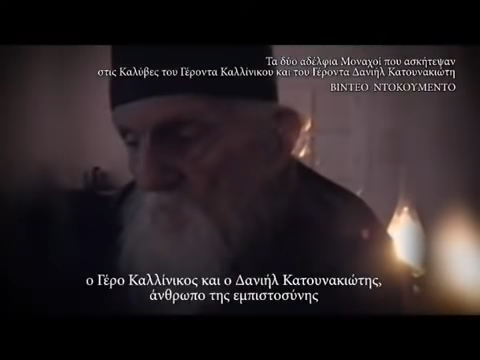 Τα δύο αδέλφια Μοναχοί που ασκήτεψαν
στις Καλύβες του Γέροντα Καλλίνικου και του Γέροντα Δανιήλ Κατουνακιώτη
ΒΙΝΤΕΟ ΝΤΟΚΟΥΜΕΝΤΟ
ο Γέρο Καλλίνικος και ο Δανιήλ Κατουνακιώτης,
άνθρωπο της εμπιστοσύνης